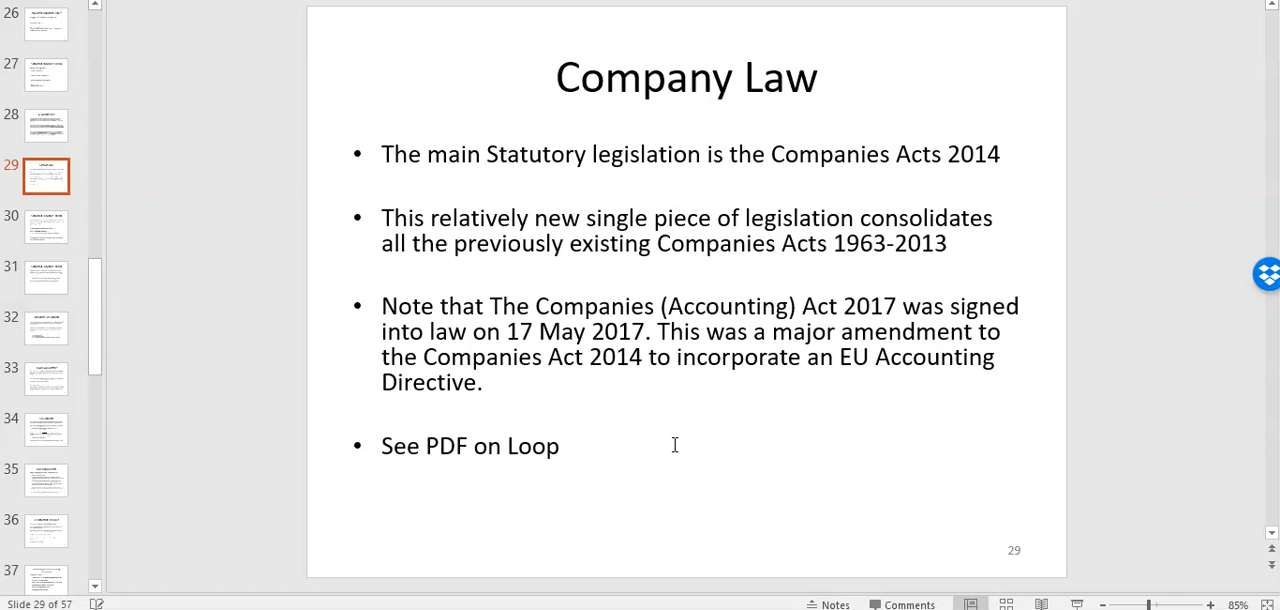 26
27
28
29
30
31
32
33
34
35
36
37
Company Law
• The main Statutory legislation is the Companies Acts 2014
• This relatively new single piece of legislation consolidates
all the previously existing Companies Acts 1963-2013
• Note that The Companies (Accounting) Act 2017 was signed
into law on 17 May 2017. This was a major amendment to
the Companies Act 2014 to incorporate an EU Accounting
Directive.
• See PDF on Loop
29
Slide 29 of 57
Notes
Comments
85%